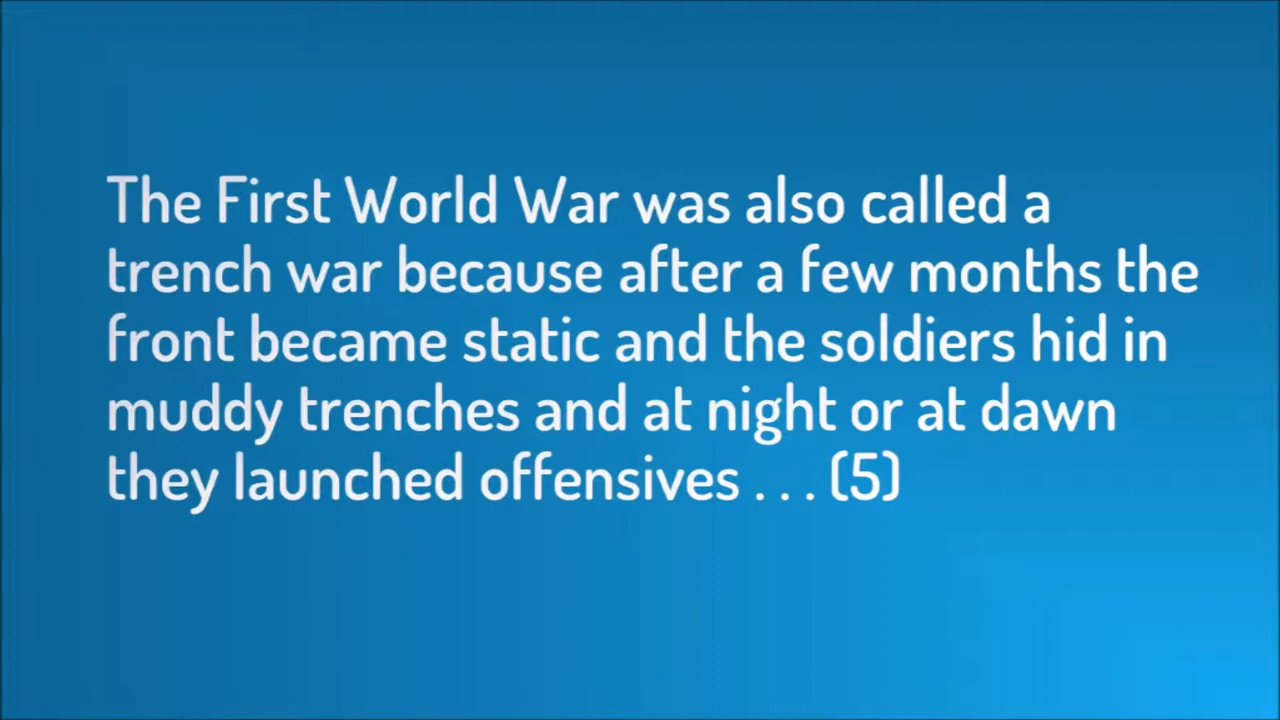 The First World War was also called a
trench war because after a few months the
front became static and the soldiers hid in
muddy trenches and at night or at dawn
they launched offensives . . . (5)